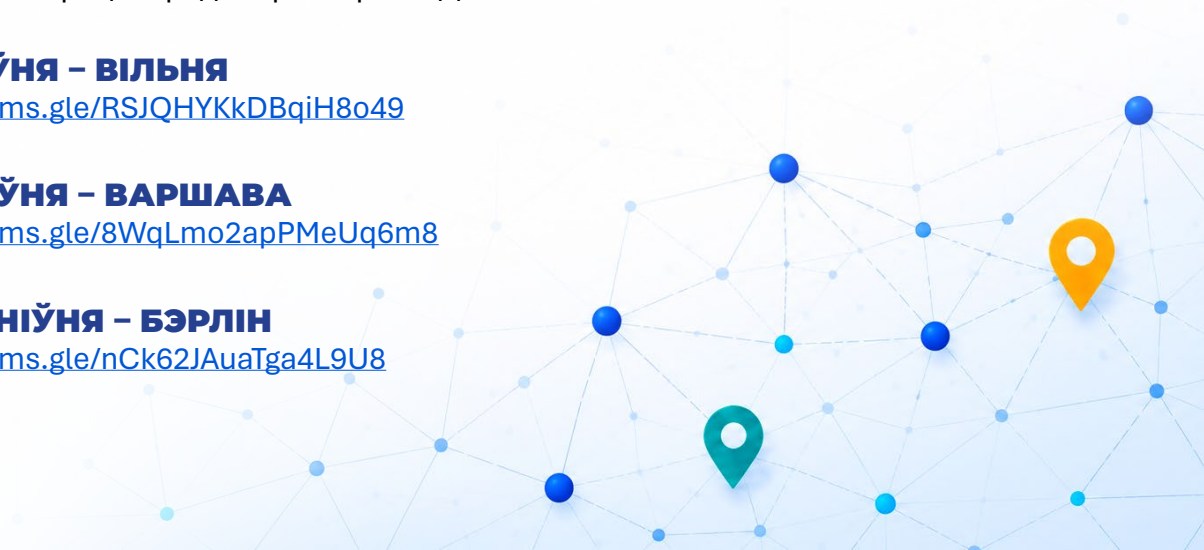 ЎНЯ – ВІЛЬНЯ
ms.gle/RSJQHYKkDBqiH8o49
ЎНЯ – ВАРШАВА
ms.gle/8WqLmo2apPMeUq6m8
НІЎНЯ – БЭРЛІН
ms.gle/nCk62JAuaTga4L9U8